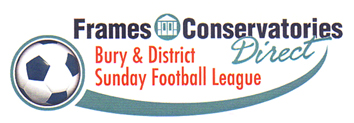 Frames Conservatories
Direct
Bury & District
Sunday Football League